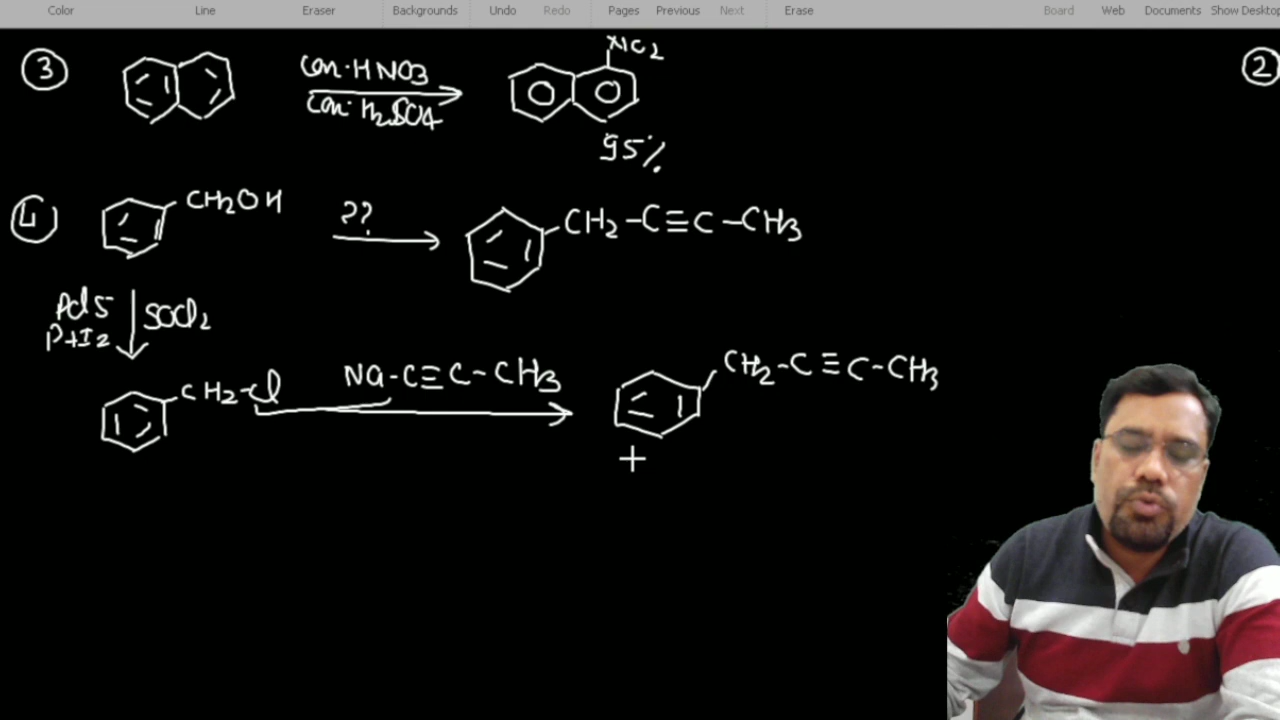 Color Line Eraser Backgrounds Undo Redo Pages Previous Next Erase Board Web Documents Show Desktop
③ con.HNO3 ②
con.H2SO4
95%
④ CH2OH ?? CH2-C≡C-CH3
PCl5 SOCl2
P+I2
CH2-Cl Na-C≡C-CH3 CH2-C≡C-CH3
+